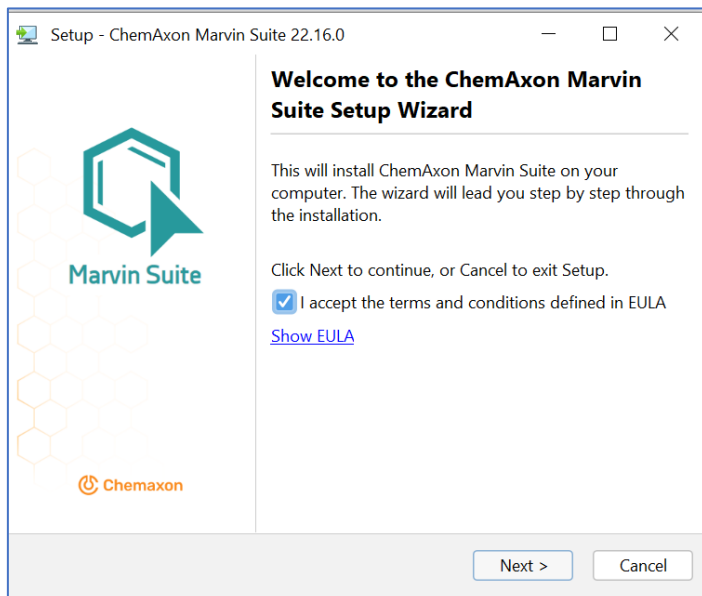 Setup - ChemAxon Marvin Suite 22.16.0
Welcome to the ChemAxon Marvin
Suite Setup Wizard
This will install ChemAxon Marvin Suite on your
computer. The wizard will lead you step by step through
the installation.
Marvin Suite
Click Next to continue, or Cancel to exit Setup.
I accept the terms and conditions defined in EULA
Show EULA
Chemaxon
Next >
Cancel